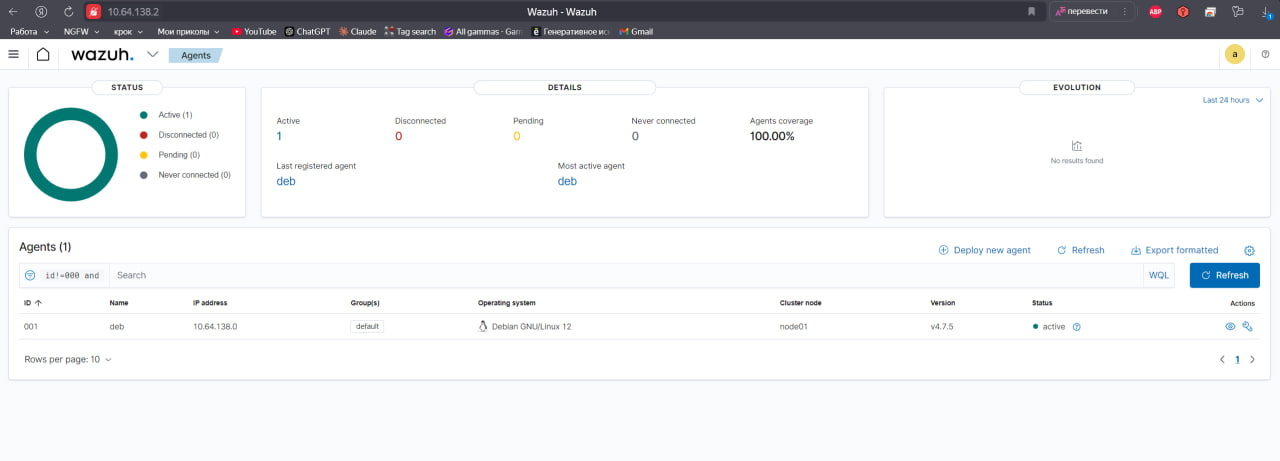 10.64.138.2
Wazuh - Wazuh
перевести
ABP
1
Работа
NGFW
крок
Мои приколы
YouTube
ChatGPT
Claude
Tag search
All gammas - Gam
Генеративное ис
Gmail
wazuh.
Agents
a
STATUS
Active (1)
Disconnected (0)
Pending (0)
Never connected (0)
DETAILS
Active
1
Disconnected
0
Pending
0
Never connected
0
Agents coverage
100.00%
Last registered agent
deb
Most active agent
deb
EVOLUTION
Last 24 hours
No results found
Agents (1)
Deploy new agent
Refresh
Export formatted
id!=000 and
Search
WQL
Refresh
ID Name IP address Group(s) Operating system Cluster node Version Status Actions
001 deb 10.64.138.0 default Debian GNU/Linux 12 node01 v4.7.5 active
Rows per page: 10
1